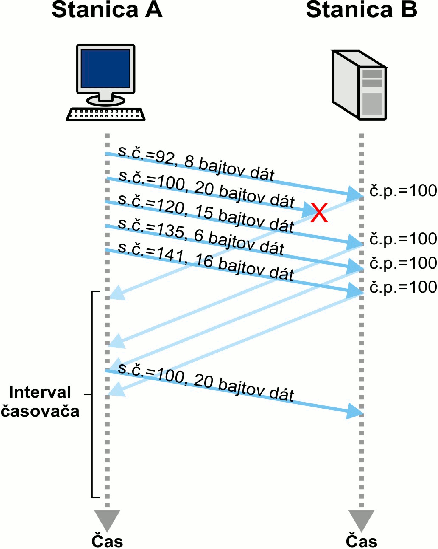 Stanica A
Stanica B
s.č.=92, 8 bajtov dát
s.č.=100, 20 bajtov dát
X
č.p.=100
s.č.=120, 15 bajtov dát
s.č.=135, 6 bajtov dát
č.p.=100
s.č.=141, 16 bajtov dát
č.p.=100
č.p.=100
s.č.=100, 20 bajtov dát
Interval
časovača
Čas
Čas